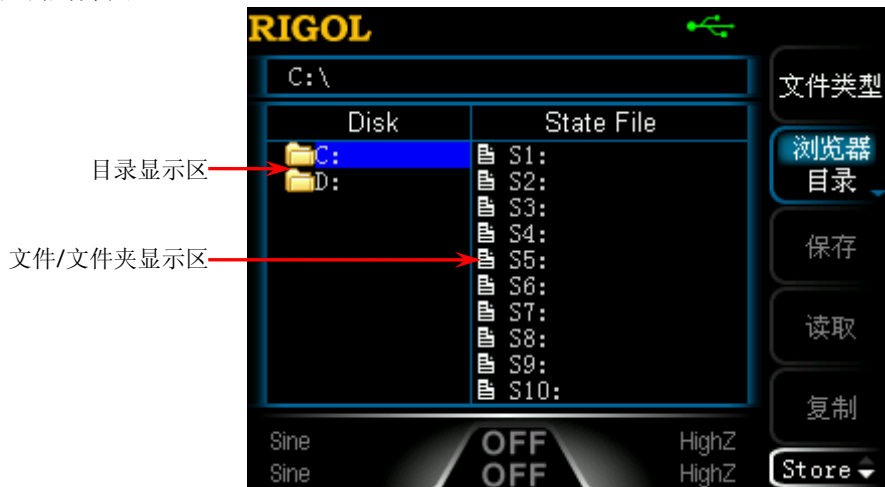 RIGOL
C:\
Disk
State File
C:
D:
S1:
S2:
S3:
S4:
S5:
S6:
S7:
S8:
S9:
S10:
目录显示区
文件/文件夹显示区
文件类型
浏览器
目录
保存
读取
复制
Store
Sine OFF HighZ
Sine OFF HighZ